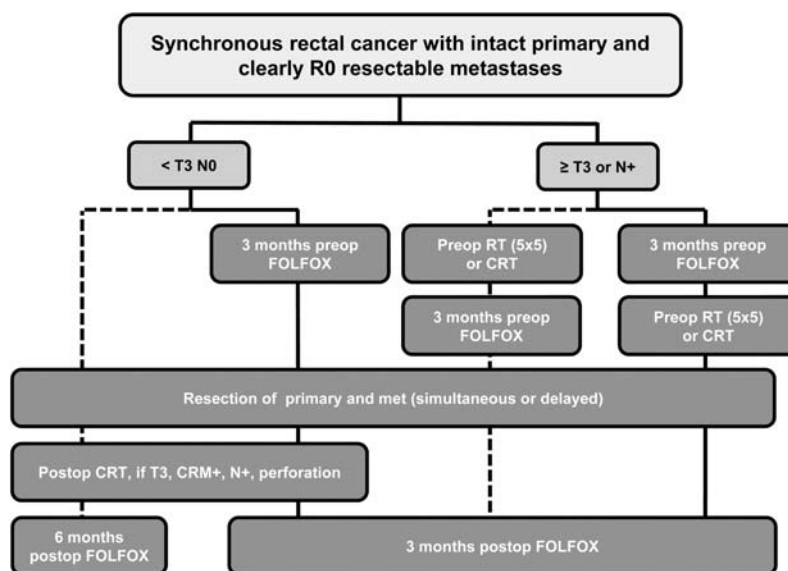 Synchronous rectal cancer with intact primary and
clearly R0 resectable metastases
< T3 N0
≥ T3 or N+
3 months preop
FOLFOX
Preop RT (5x5)
or CRT
3 months preop
FOLFOX
3 months preop
FOLFOX
Preop RT (5x5)
or CRT
Resection of primary and met (simultaneous or delayed)
Postop CRT, if T3, CRM+, N+, perforation
6 months
postop FOLFOX
3 months postop FOLFOX